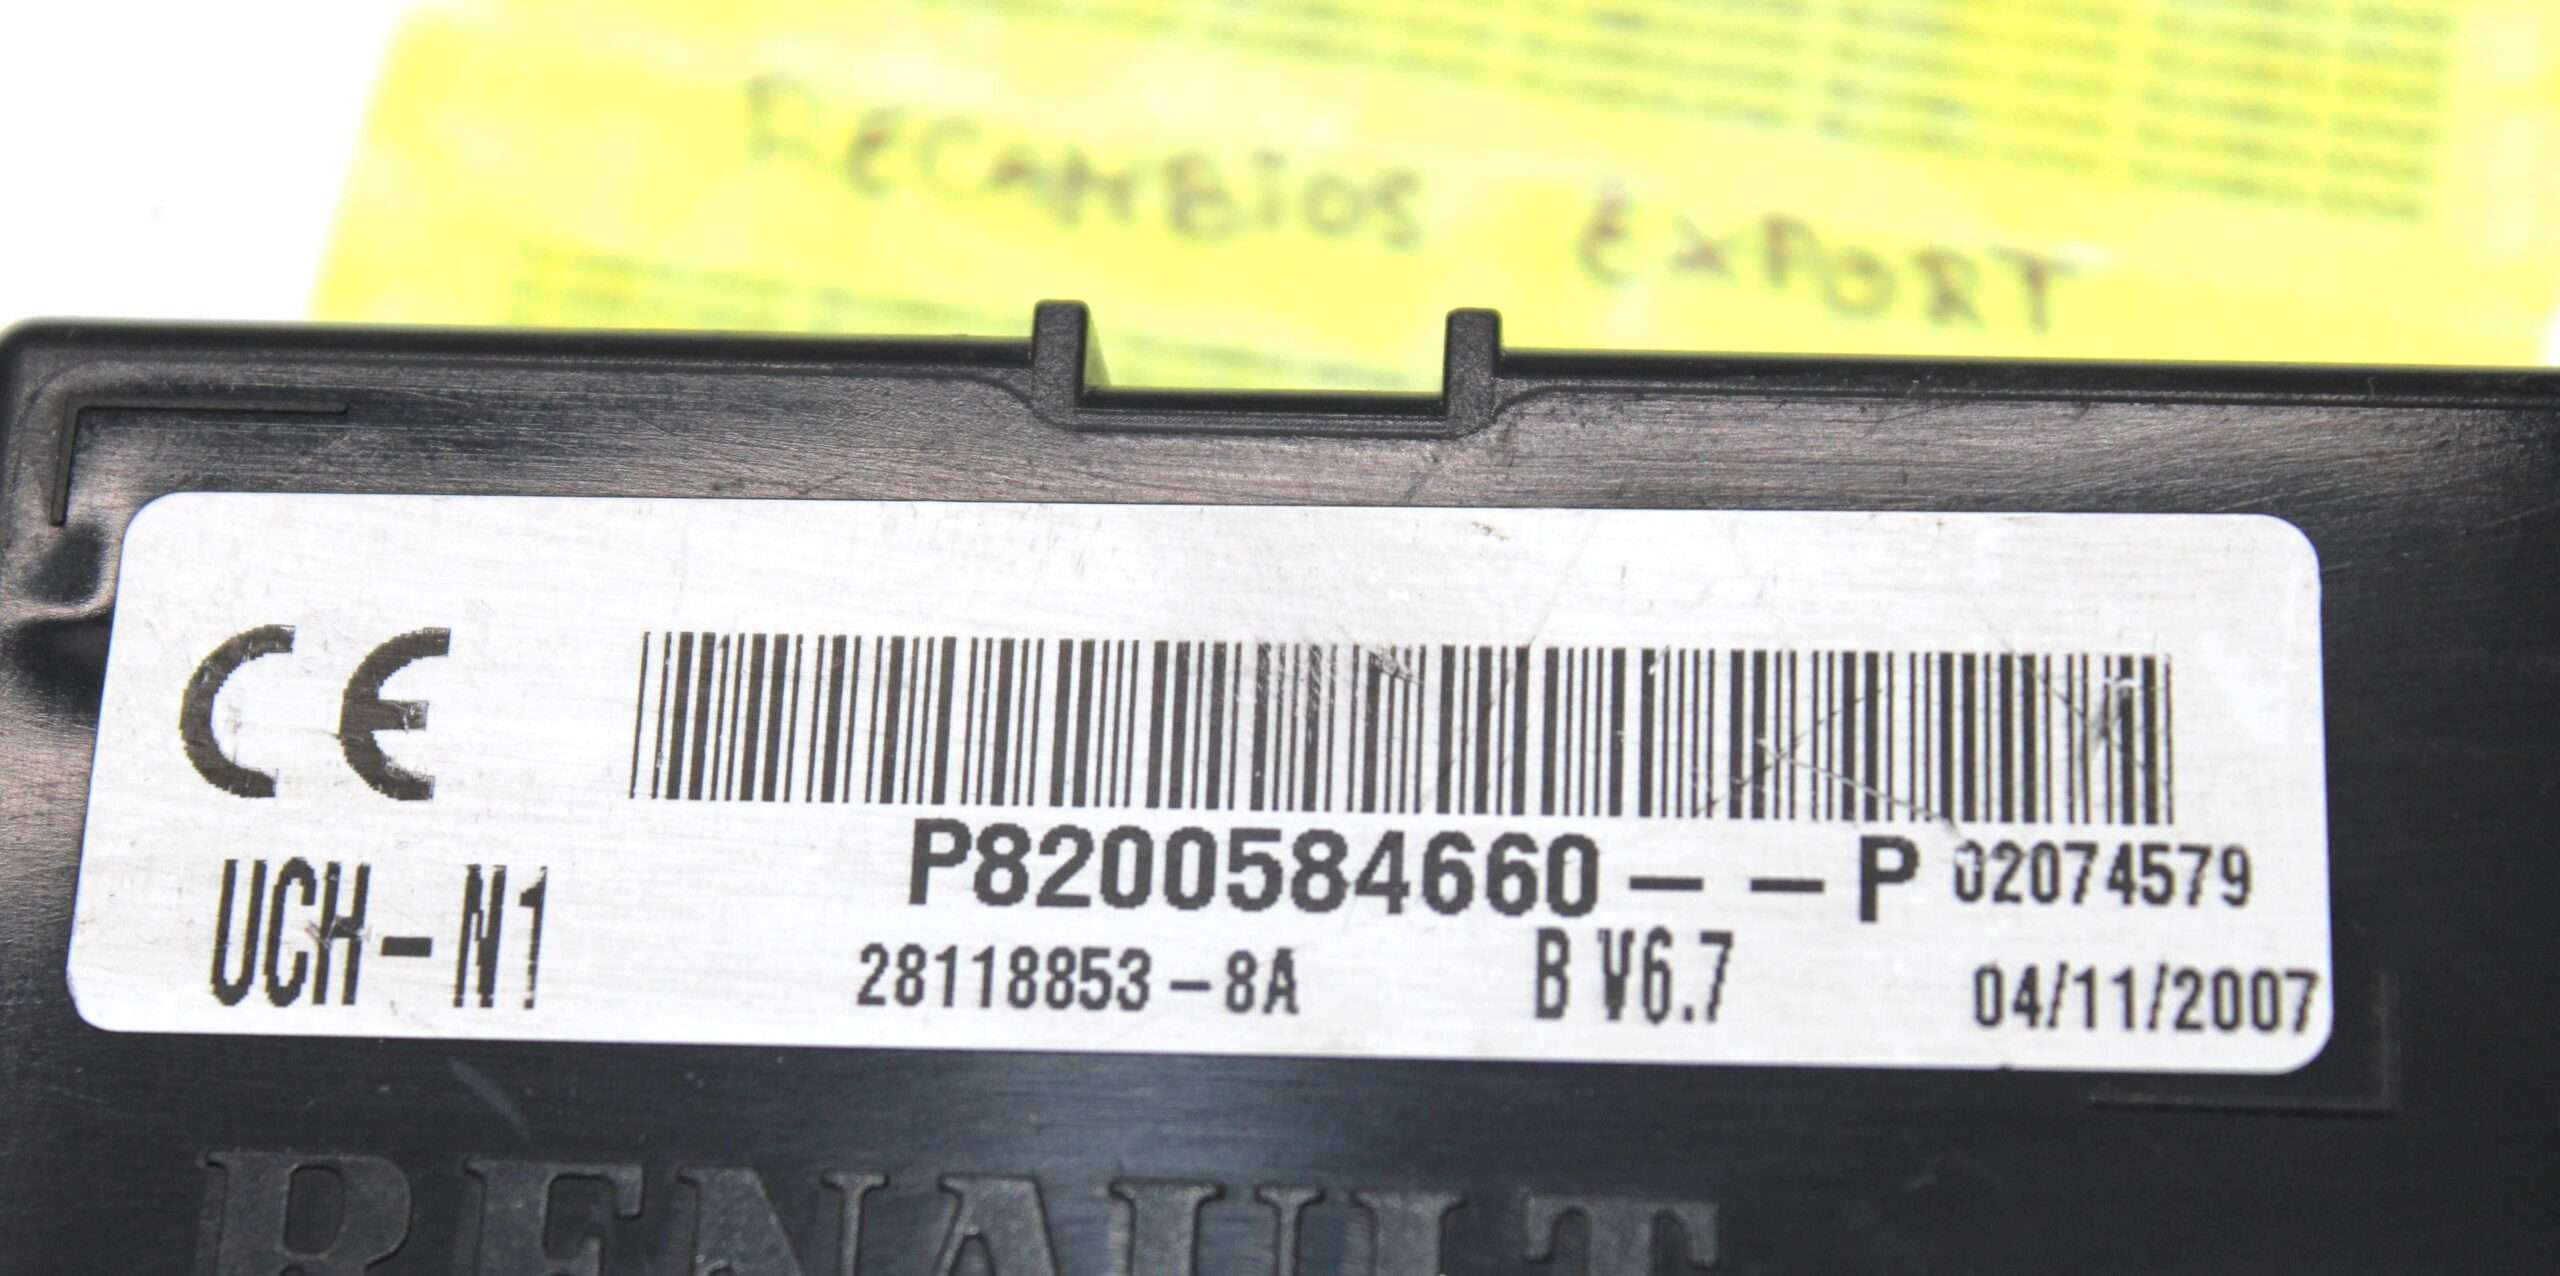 RECAMBIOS EXPORT
CE
P8200584660--P 02074579
UCH-N1
28118853-8A B V6.7 04/11/2007
RENAULT